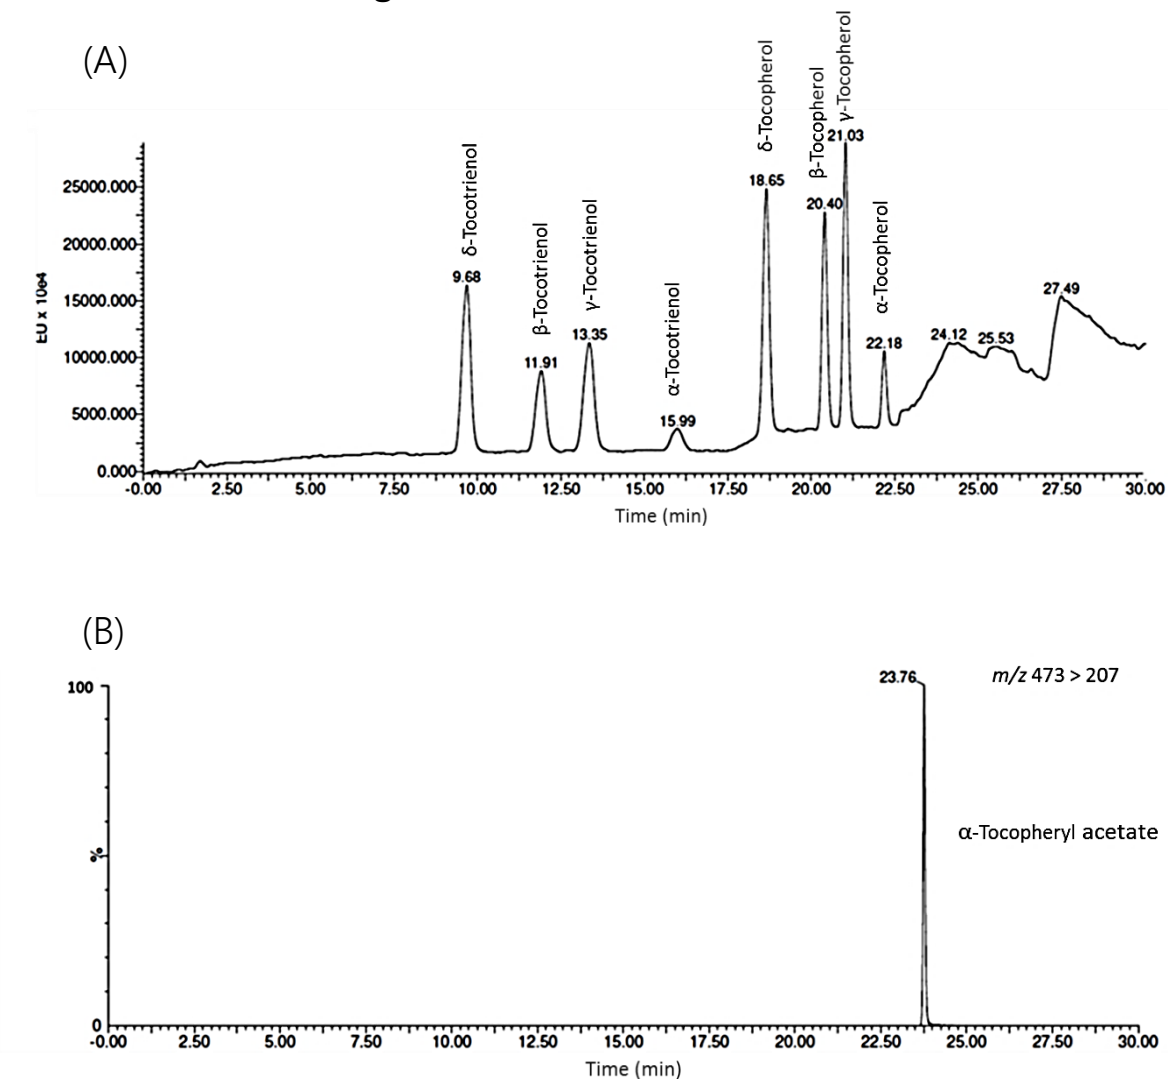 (A)
δ-Tocotrienol
β-Tocotrienol
γ-Tocotrienol
α-Tocotrienol
δ-Tocopherol
β-Tocopherol
γ-Tocopherol
α-Tocopherol
9.68
11.91
13.35
15.99
18.65
20.40
21.03
22.18
24.12
25.53
27.49
EU x 10e4
25000.000
20000.000
15000.000
10000.000
5000.000
0.000
-0.00 2.50 5.00 7.50 10.00 12.50 15.00 17.50 20.00 22.50 25.00 27.50 30.00
Time (min)
(B)
23.76
m/z 473 > 207
α-Tocopheryl acetate
100
%
0
-0.00 2.50 5.00 7.50 10.00 12.50 15.00 17.50 20.00 22.50 25.00 27.50 30.00
Time (min)